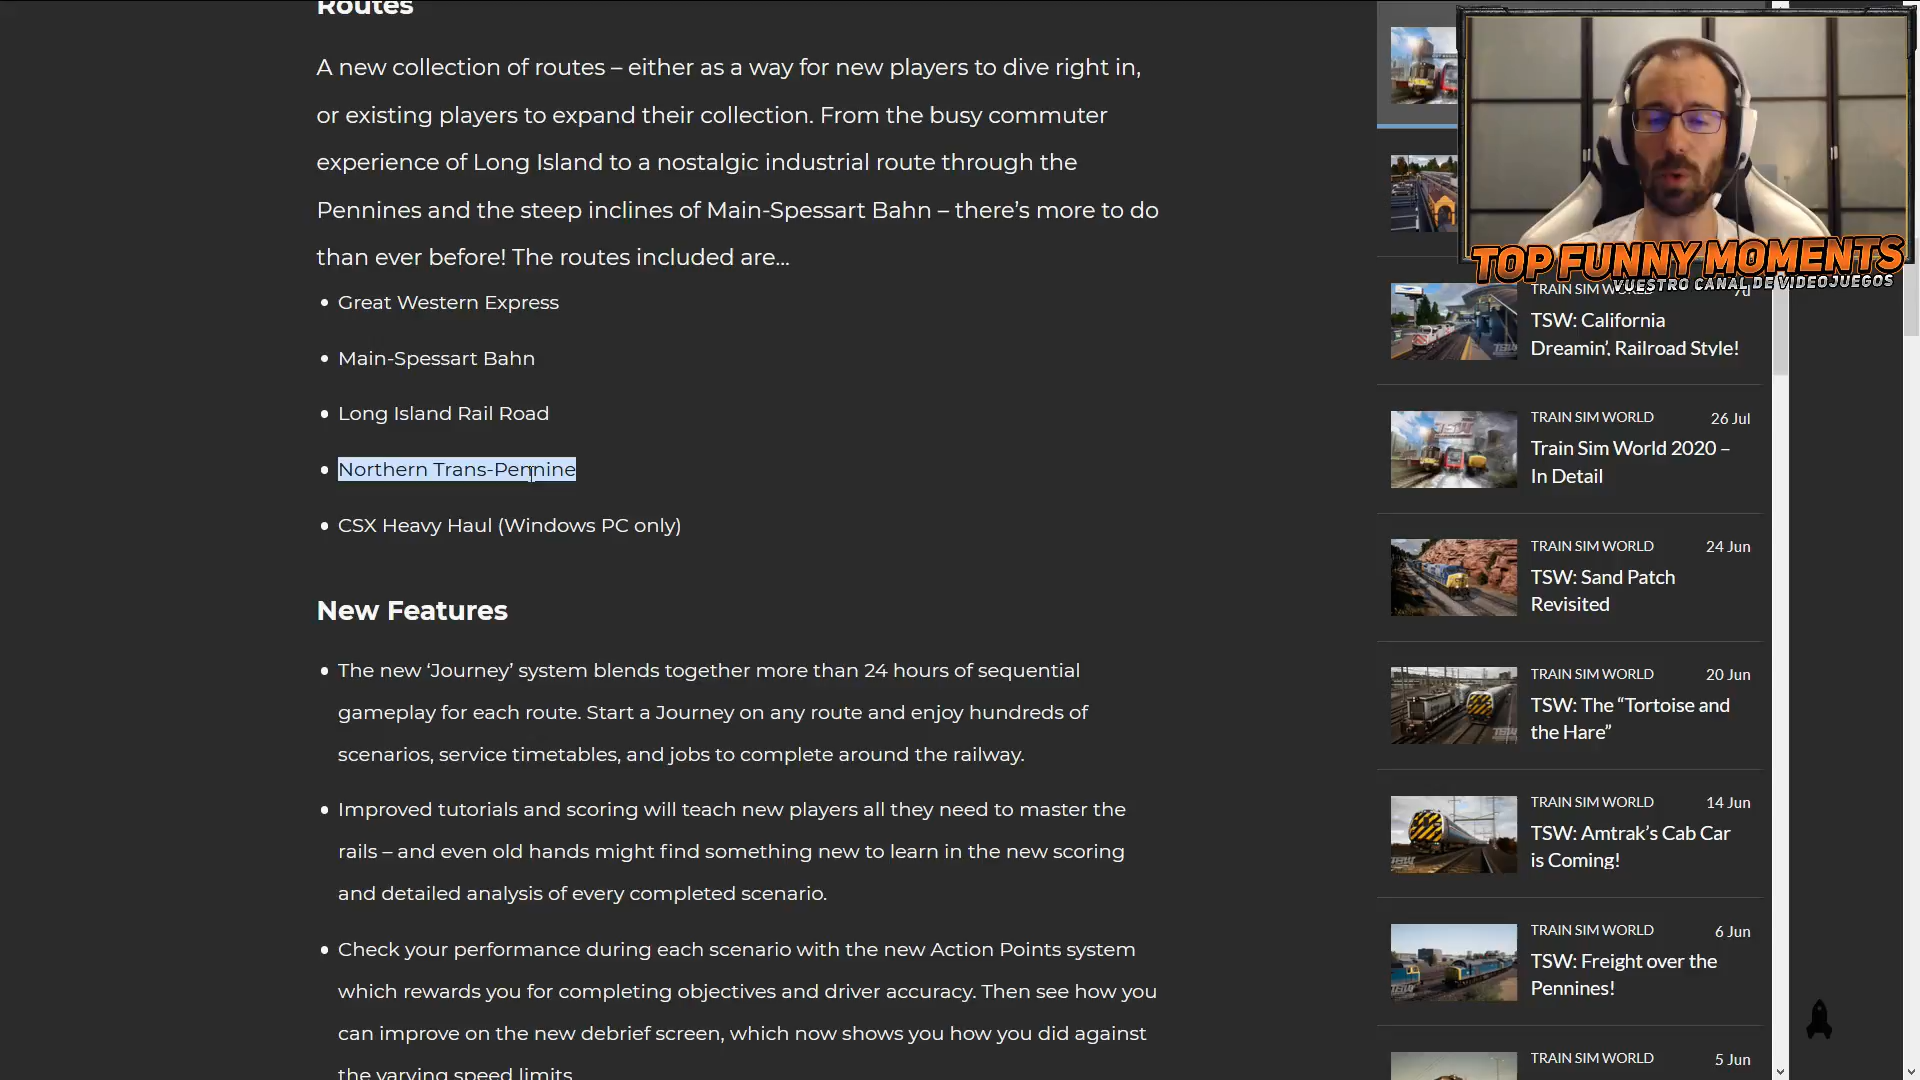 Routes
A new collection of routes – either as a way for new players to dive right in,
or existing players to expand their collection. From the busy commuter
experience of Long Island to a nostalgic industrial route through the
Pennines and the steep inclines of Main-Spessart Bahn – there’s more to do
than ever before! The routes included are...
• Great Western Express
• Main-Spessart Bahn
• Long Island Rail Road
• Northern Trans-Pennine
• CSX Heavy Haul (Windows PC only)
New Features
• The new ‘Journey’ system blends together more than 24 hours of sequential
gameplay for each route. Start a Journey on any route and enjoy hundreds of
scenarios, service timetables, and jobs to complete around the railway.
• Improved tutorials and scoring will teach new players all they need to master the
rails – and even old hands might find something new to learn in the new scoring
and detailed analysis of every completed scenario.
• Check your performance during each scenario with the new Action Points system
which rewards you for completing objectives and driver accuracy. Then see how you
can improve on the new debrief screen, which now shows you how you did against
the varying speed limits
TOP FUNNY MOMENTS
VUESTRO CANAL DE VIDEOJUEGOS
TRAIN SIM
TSW: California
Dreamin’, Railroad Style!
TRAIN SIM WORLD 26 Jul
Train Sim World 2020 –
In Detail
TRAIN SIM WORLD 24 Jun
TSW: Sand Patch
Revisited
TRAIN SIM WORLD 20 Jun
TSW: The “Tortoise and
the Hare”
TRAIN SIM WORLD 14 Jun
TSW: Amtrak’s Cab Car
is Coming!
TRAIN SIM WORLD 6 Jun
TSW: Freight over the
Pennines!
TRAIN SIM WORLD 5 Jun